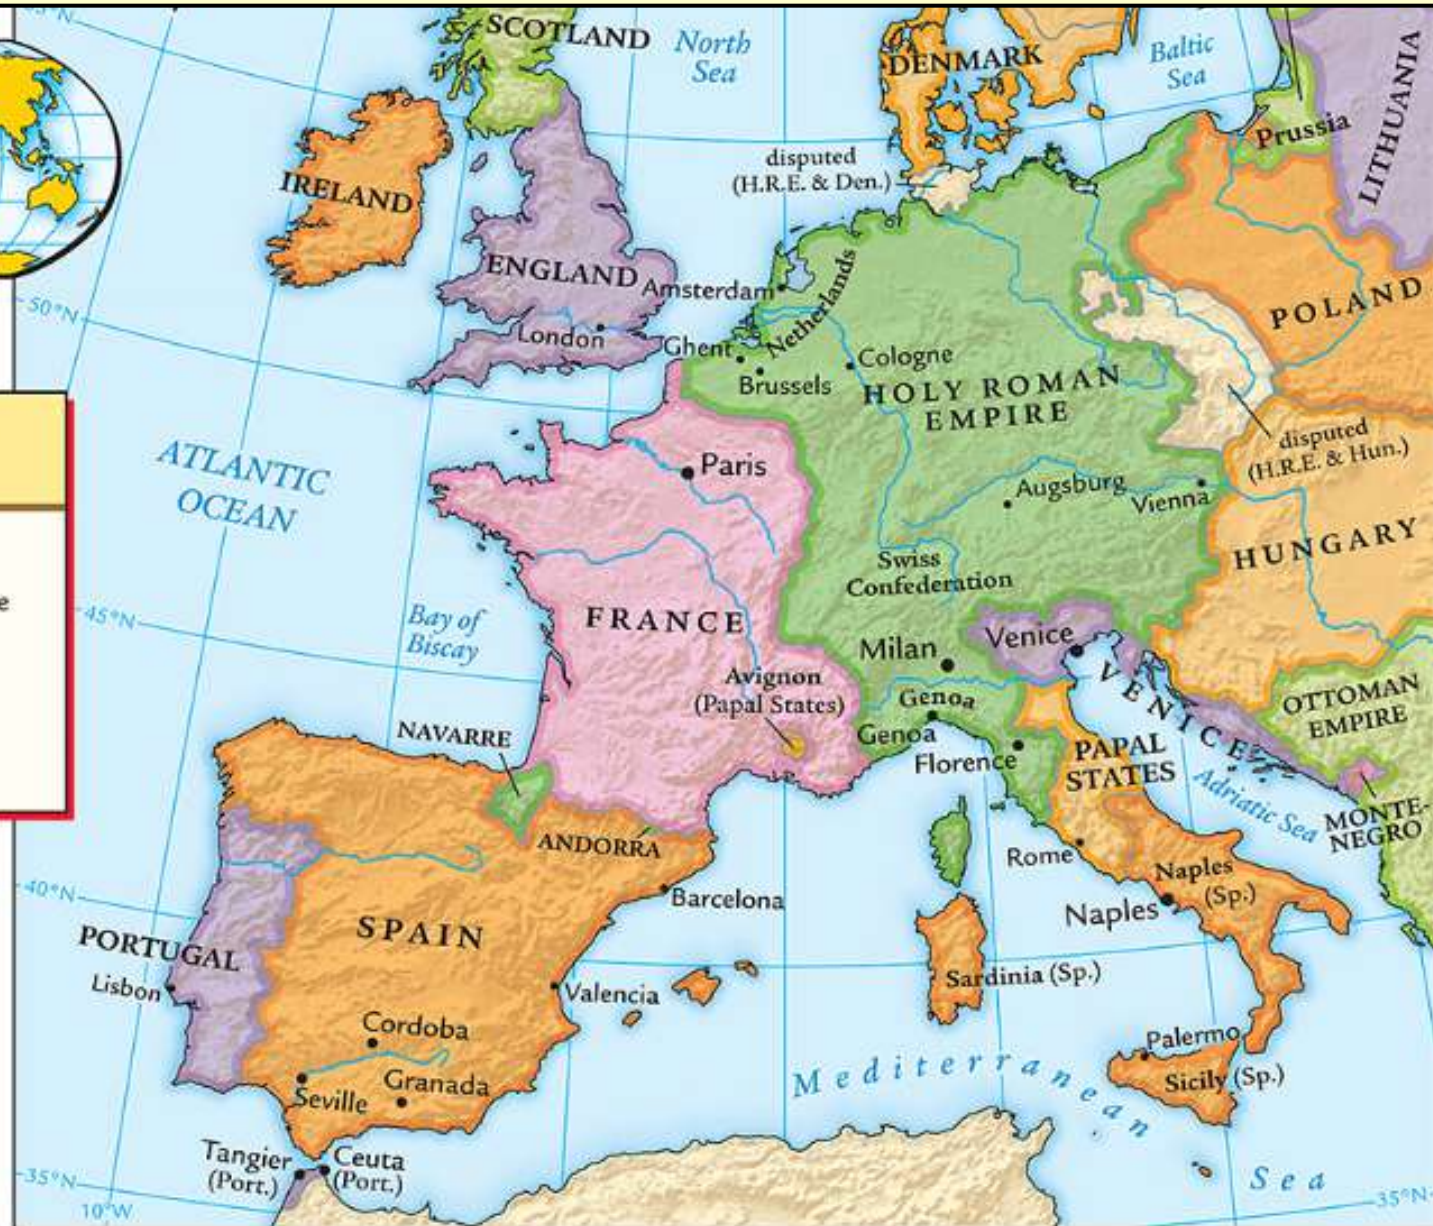 SCOTLAND
North
Sea
DENMARK
Baltic
Sea
LITHUANIA
Prussia
disputed
(H.R.E. & Den.)
IRELAND
ENGLAND
Amsterdam
Netherlands
London
Ghent
Brussels
Cologne
POLAND
HOLY ROMAN
EMPIRE
50°N
disputed
(H.R.E. & Hun.)
ATLANTIC
OCEAN
Paris
Augsburg
Vienna
HUNGARY
Swiss
Confederation
e
45°N
Bay of
Biscay
FRANCE
Milan
Venice
VENICE
Avignon
(Papal States)
Genoa
Genoa
Florence
OTTOMAN
EMPIRE
NAVARRE
PAPAL
STATES
Adriatic Sea
MONTE-
NEGRO
ANDORRA
Rome
Naples
(Sp.)
Naples
40°N
Barcelona
SPAIN
PORTUGAL
Lisbon
Valencia
Sardinia (Sp.)
Cordoba
Seville
Granada
Palermo
Sicily (Sp.)
Mediterranean
Sea
Tangier
(Port.)
Ceuta
(Port.)
35°N
10°W
35°N